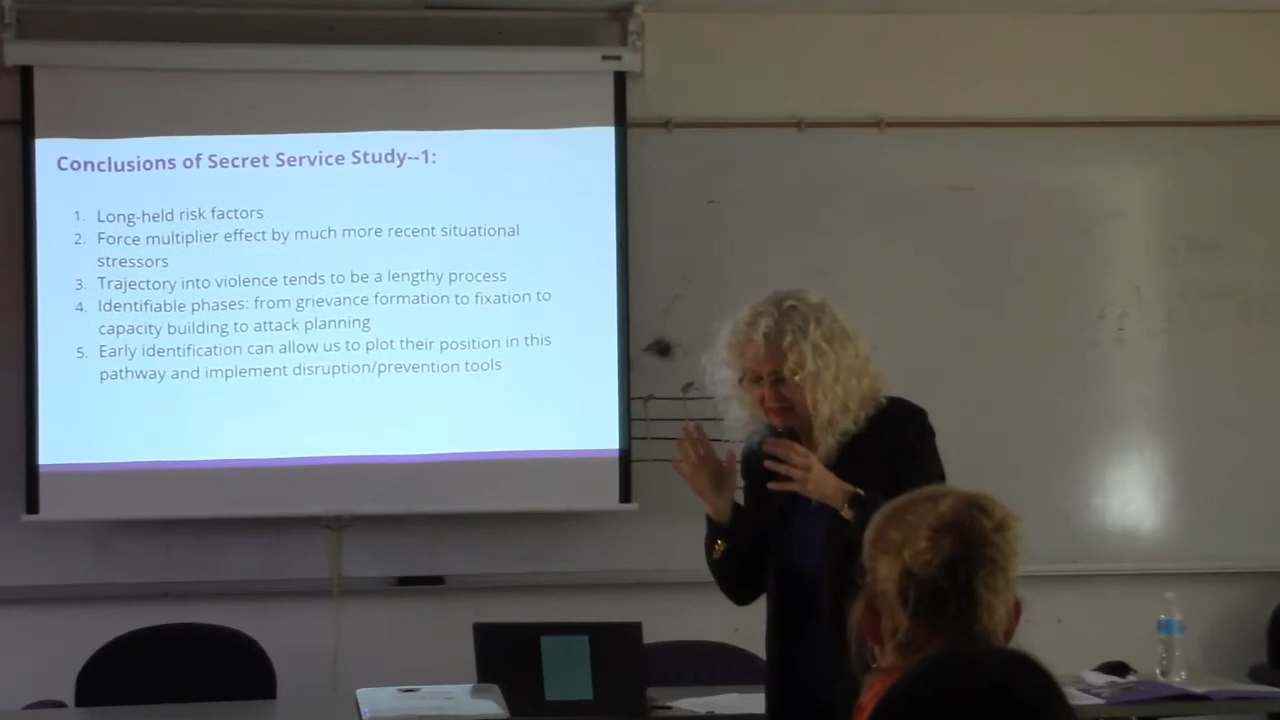 Conclusions of Secret Service Study--1:
1. Long-held risk factors
2. Force multiplier effect by much more recent situational
stressors
3. Trajectory into violence tends to be a lengthy process
4. Identifiable phases: from grievance formation to fixation to
capacity building to attack planning
5. Early identification can allow us to plot their position in this
pathway and implement disruption/prevention tools